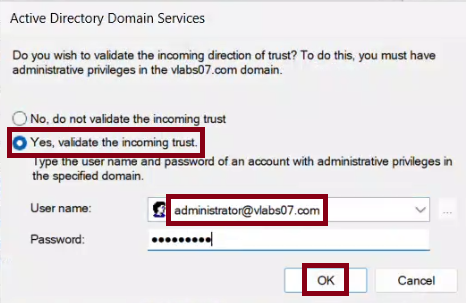 Active Directory Domain Services
Do you wish to validate the incoming direction of trust? To do this, you must have
administrative privileges in the vlabs07.com domain.
No, do not validate the incoming trust
Yes, validate the incoming trust.
Type the user name and password of an account with administrative privileges in
the specified domain.
User name: administrator@vlabs07.com ...
Password: •••••••••
OK Cancel